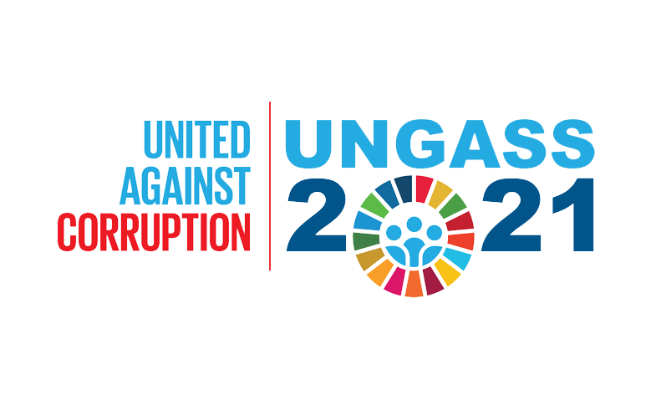 UNITED
AGAINST
CORRUPTION
UNGASS
2021